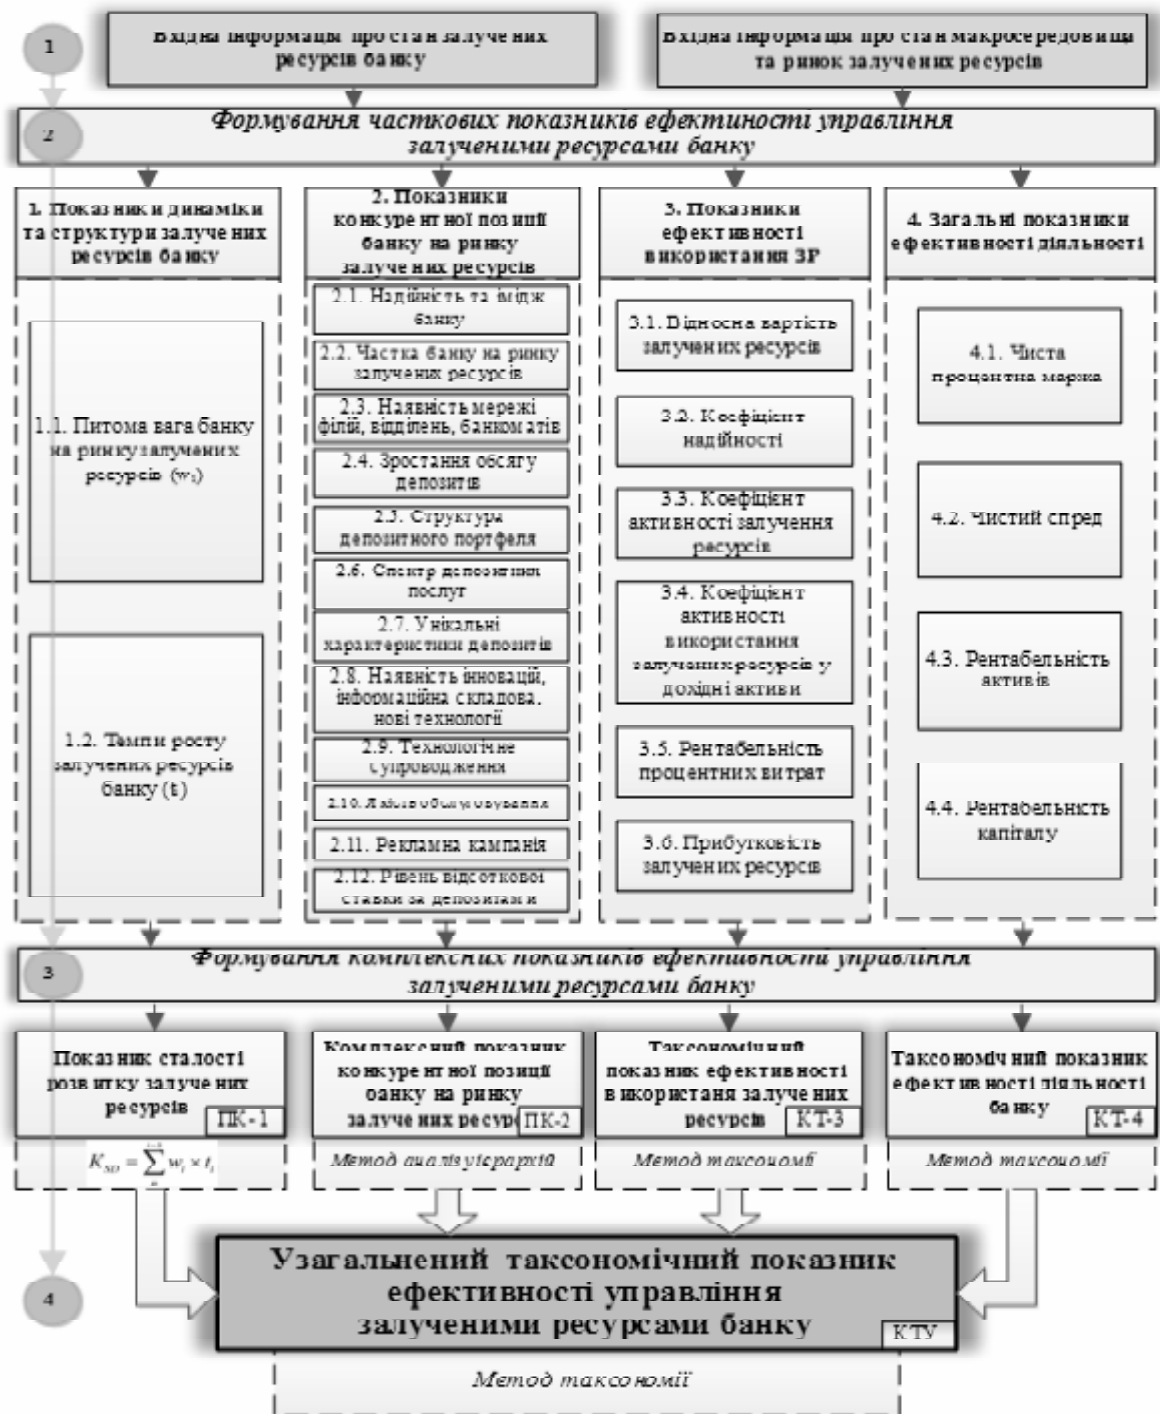 1
Вхідна інформація про стан залучених
ресурсів банку
Вхідна інформація про стан макросередовища
та ринок залучених ресурсів
2
Формування часткових показників ефектиності управління
залученими ресурсами банку
1. Показники динаміки
та структури залучених
ресурсів банку
2. Показники
конкурентної позиції
банку на ринку
залучених ресурсів
3. Показники
ефективності
використання ЗР
4. Загальні показники
ефективності діяльності
1.1. Питома вага банку
на ринку залучених
ресурсів (wᵢ)
1.2. Темпи росту
залучених ресурсів
банку (tᵢ)
2.1. Надійність та імідж
банку
2.2. Частка банку на ринку
залучених ресурсів
2.3. Наявність мережі
філій, відділень, банкоматів
2.4. Зростання обсягу
депозитів
2.5. Структура
депозитного портфеля
2.6. Спектр депозитних
послуг
2.7. Унікальні
характеристики депозитів
2.8. Наявність інновацій,
інформаційна складова,
нові технології
2.9. Технологічне
супроводження
2.10. Якість обслуговування
2.11. Рекламна кампанія
2.12. Рівень відсоткової
ставки за депозитами
3.1. Відносна вартість
залучених ресурсів
3.2. Коефіцієнт
надійності
3.3. Коефіцієнт
активності залучення
ресурсів
3.4. Коефіцієнт
активності
використання
залучених ресурсів у
дохідні активи
3.5. Рентабельність
процентних витрат
3.6. Прибутковість
залучених ресурсів
4.1. Чиста
процентна маржа
4.2. Чистий спред
4.3. Рентабельність
активів
4.4. Рентабельність
капіталу
3
Формування комплексних показників ефективності управління
залученими ресурсами банку
Показник сталості
розвитку залучених
ресурсів
ПК-1
Комплексний показник
конкурентної позиції
банку на ринку
залучених ресур
ПК-2
Таксономічний
показник ефективності
використаня залучених
ресурсів
КТ-3
Таксономічний показник
ефективності діяльності
банку
КТ-4
= ∑ wᵢ × tᵢ
Метод аналізу ієрархій
Метод таксономії
Метод таксономії
4
Узагальнений таксономічний показник
ефективності управління
залученими ресурсами банку
КТУ
Метод таксономії